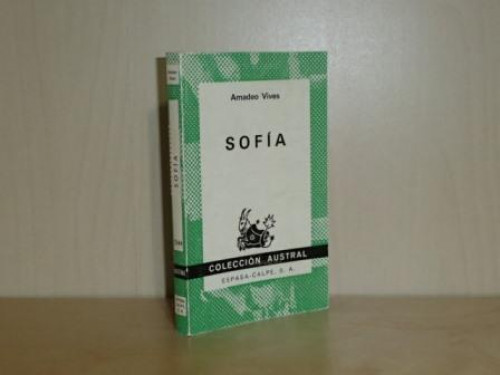 Amadeo Vives
SOFÍA
COLECCIÓN AUSTRAL
ESPASA-CALPE, S. A.
SOFÍA